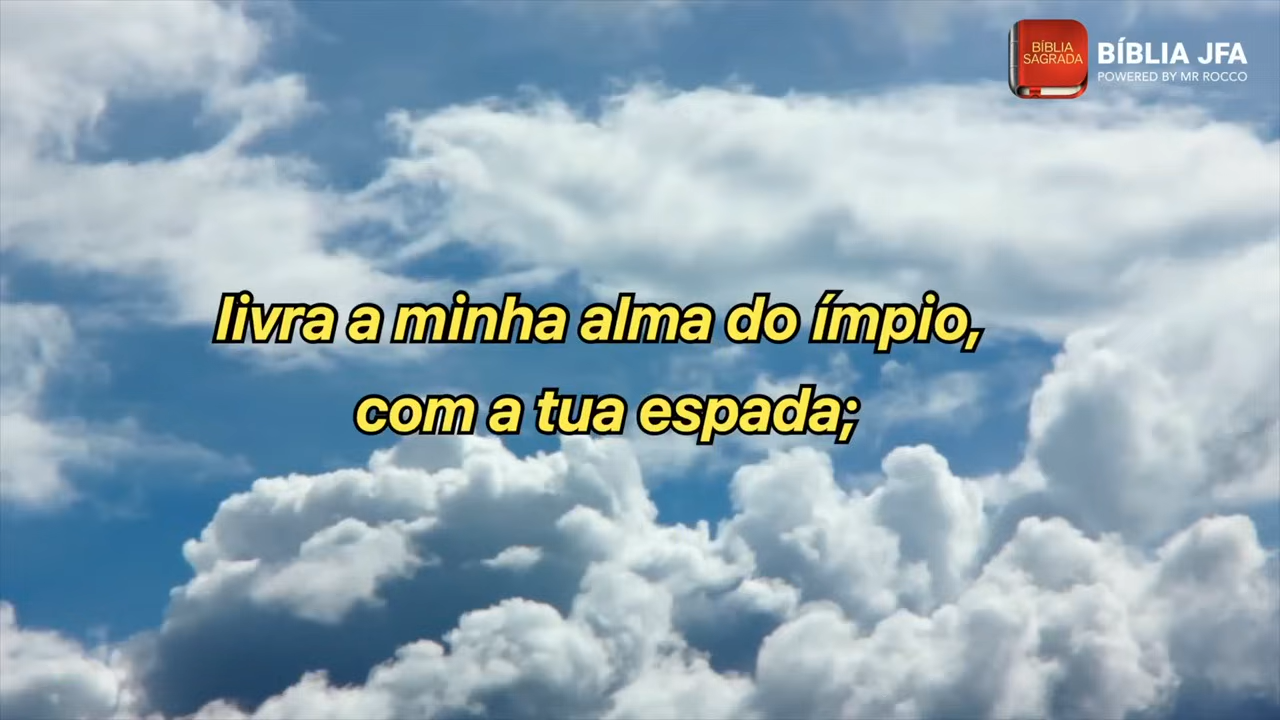 BÍBLIA
SAGRADA
BÍBLIA JFA
POWERED BY MR ROCCO
livra a minha alma do ímpio,
com a tua espada;